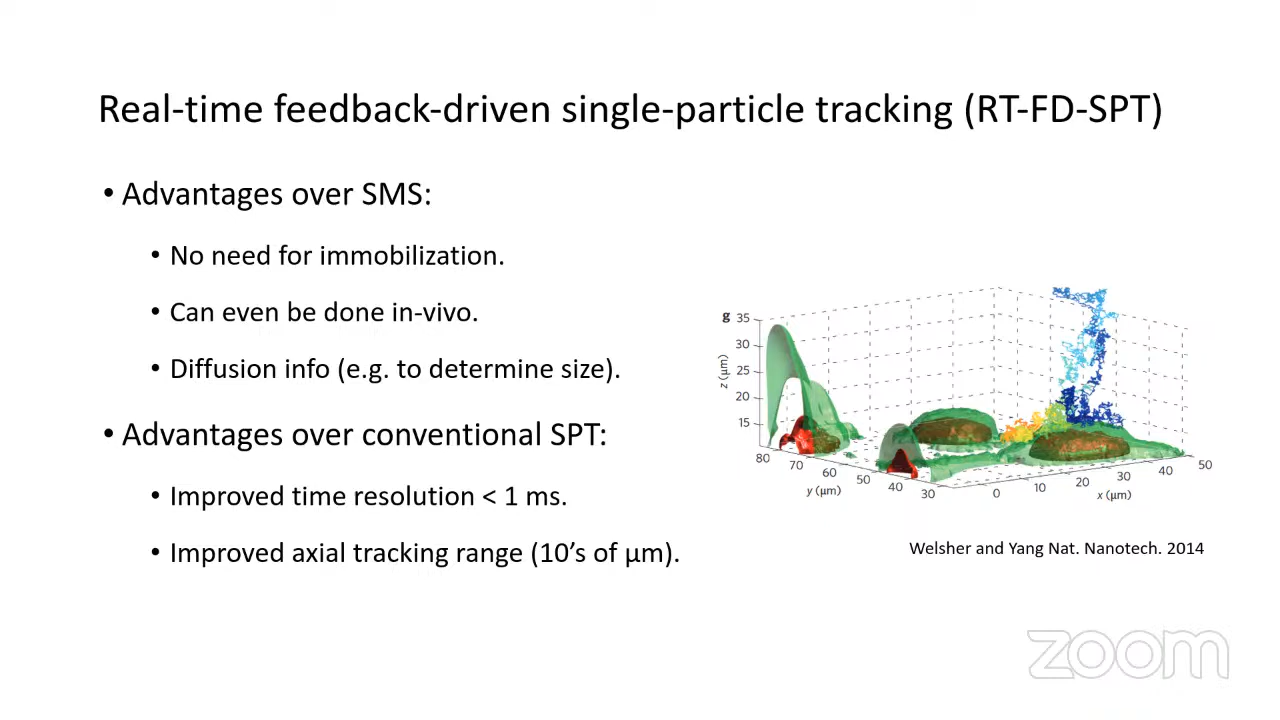 Real-time feedback-driven single-particle tracking (RT-FD-SPT)
• Advantages over SMS:
• No need for immobilization.
• Can even be done in-vivo.
• Diffusion info (e.g. to determine size).
• Advantages over conventional SPT:
• Improved time resolution < 1 ms.
• Improved axial tracking range (10's of µm).
g
35
30
25
20
15
z (µm)
80
70
60
50
40
30
y (µm)
0
10
20
30
40
50
x (µm)
Welsher and Yang Nat. Nanotech. 2014
zoom